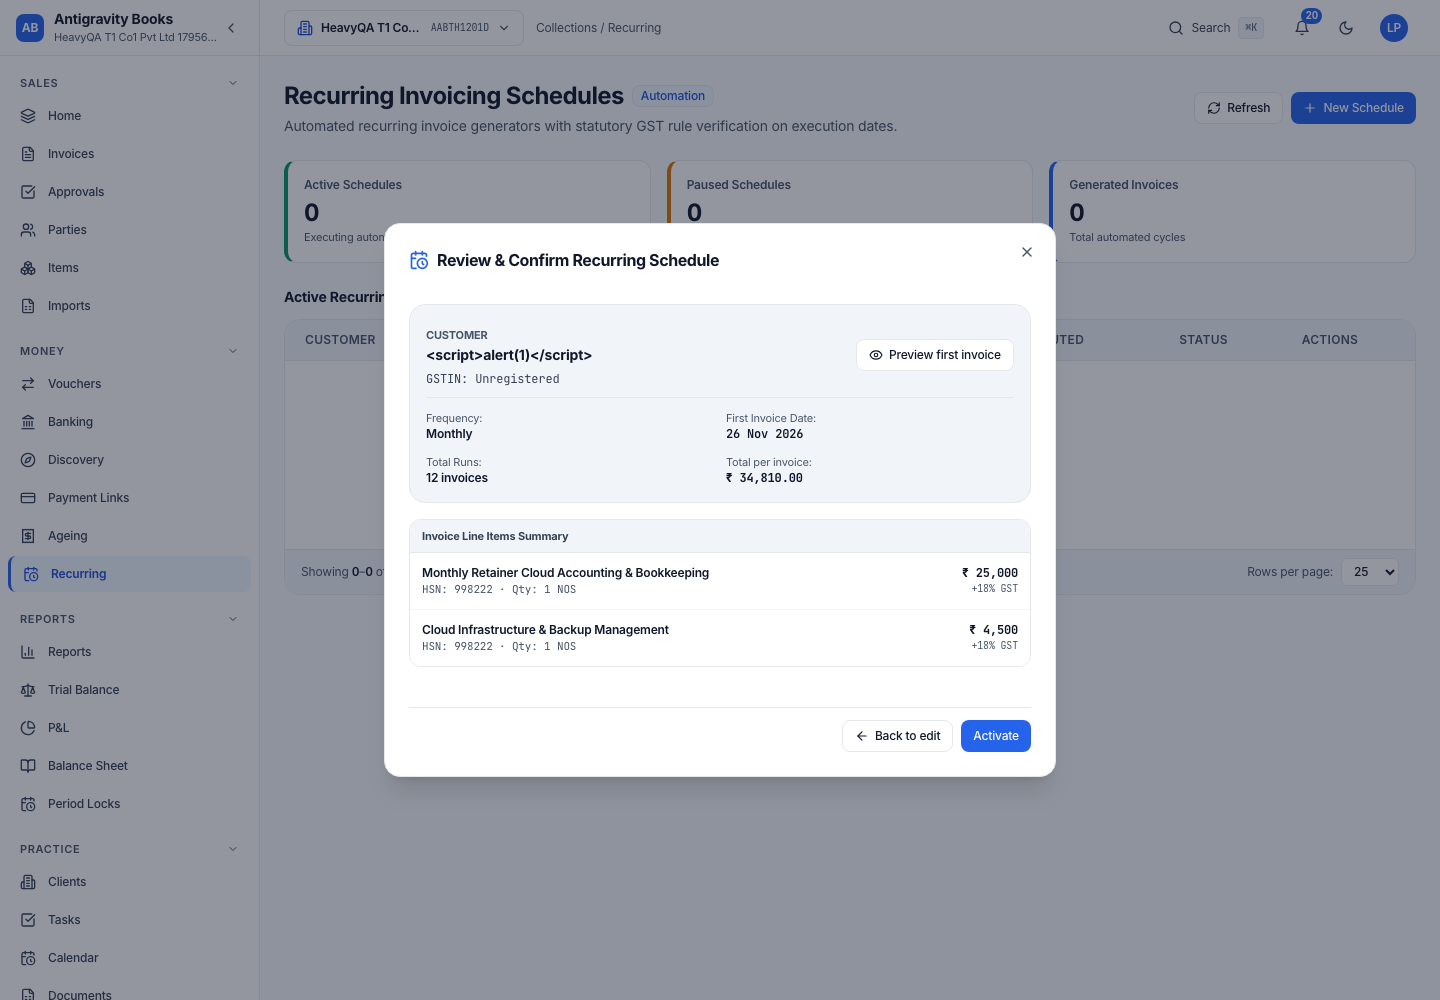 AB
Antigravity Books
HeavyQA T1 Co1 Pvt Ltd 17956...
HeavyQA T1 Co... AABTH1201D
Collections / Recurring
Search ⌘K
20
LP
SALES
Home
Invoices
Approvals
Parties
Items
Imports
MONEY
Vouchers
Banking
Discovery
Payment Links
Ageing
Recurring
REPORTS
Reports
Trial Balance
P&L
Balance Sheet
Period Locks
PRACTICE
Clients
Tasks
Calendar
Documents
Recurring Invoicing Schedules Automation
Automated recurring invoice generators with statutory GST rule verification on execution dates.
Refresh
New Schedule
Active Schedules
0
Executing autom
Paused Schedules
0
Generated Invoices
0
Total automated cycles
Active Recurrin
CUSTOMER UTED STATUS ACTIONS
Showing 0–0 of
Rows per page: 25
Review & Confirm Recurring Schedule
CUSTOMER
<script>alert(1)</script>
GSTIN: Unregistered
Preview first invoice
Frequency:
Monthly
First Invoice Date:
26 Nov 2026
Total Runs:
12 invoices
Total per invoice:
₹ 34,810.00
Invoice Line Items Summary
Monthly Retainer Cloud Accounting & Bookkeeping ₹ 25,000
HSN: 998222 · Qty: 1 NOS +18% GST
Cloud Infrastructure & Backup Management ₹ 4,500
HSN: 998222 · Qty: 1 NOS +18% GST
Back to edit
Activate